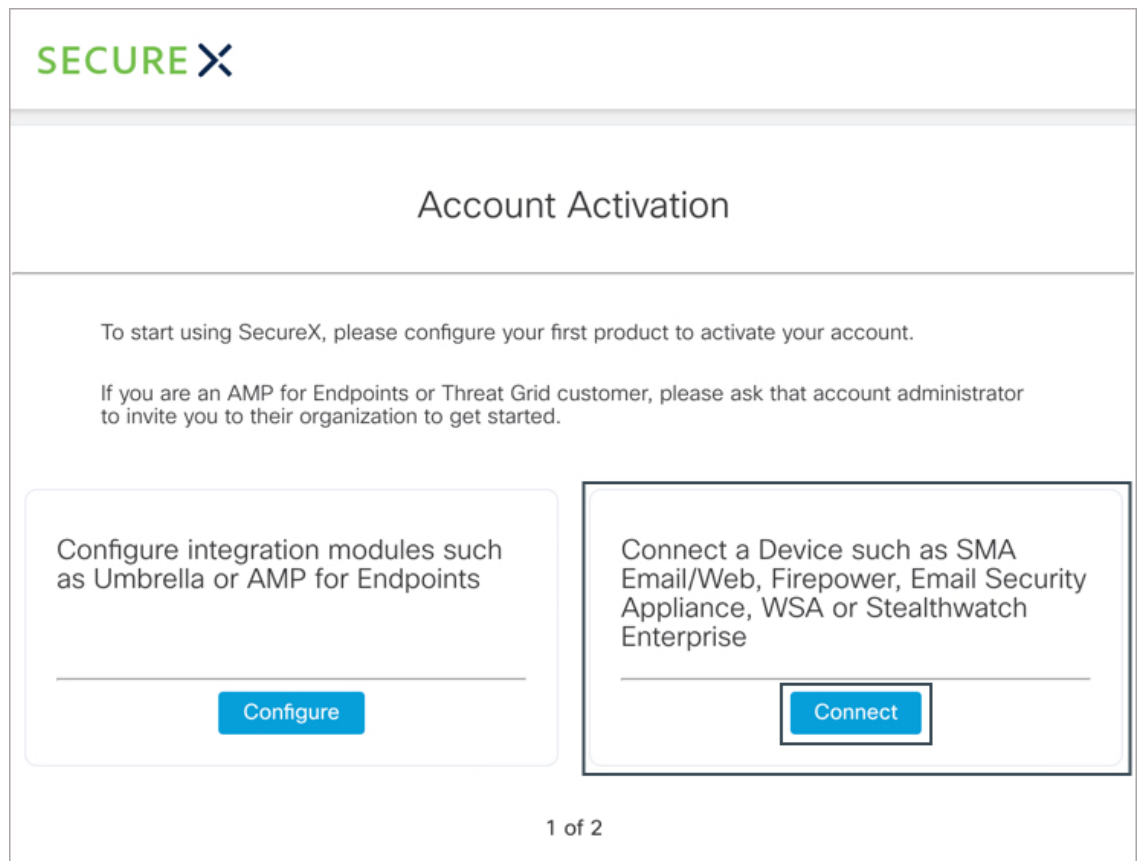 SECURE X
Account Activation
To start using SecureX, please configure your first product to activate your account.
If you are an AMP for Endpoints or Threat Grid customer, please ask that account administrator
to invite you to their organization to get started.
Configure integration modules such
as Umbrella or AMP for Endpoints
Configure
Connect a Device such as SMA
Email/Web, Firepower, Email Security
Appliance, WSA or Stealthwatch
Enterprise
Connect
1 of 2